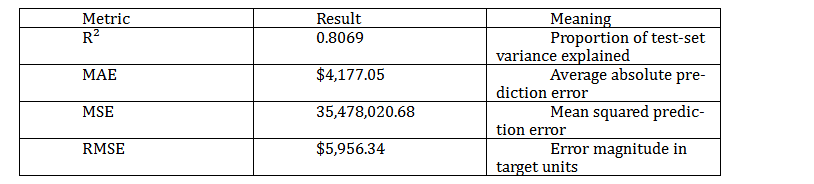 Metric Result Meaning
R² 0.8069 Proportion of test-set
variance explained
MAE $4,177.05 Average absolute pre-
diction error
MSE 35,478,020.68 Mean squared predic-
tion error
RMSE $5,956.34 Error magnitude in
target units